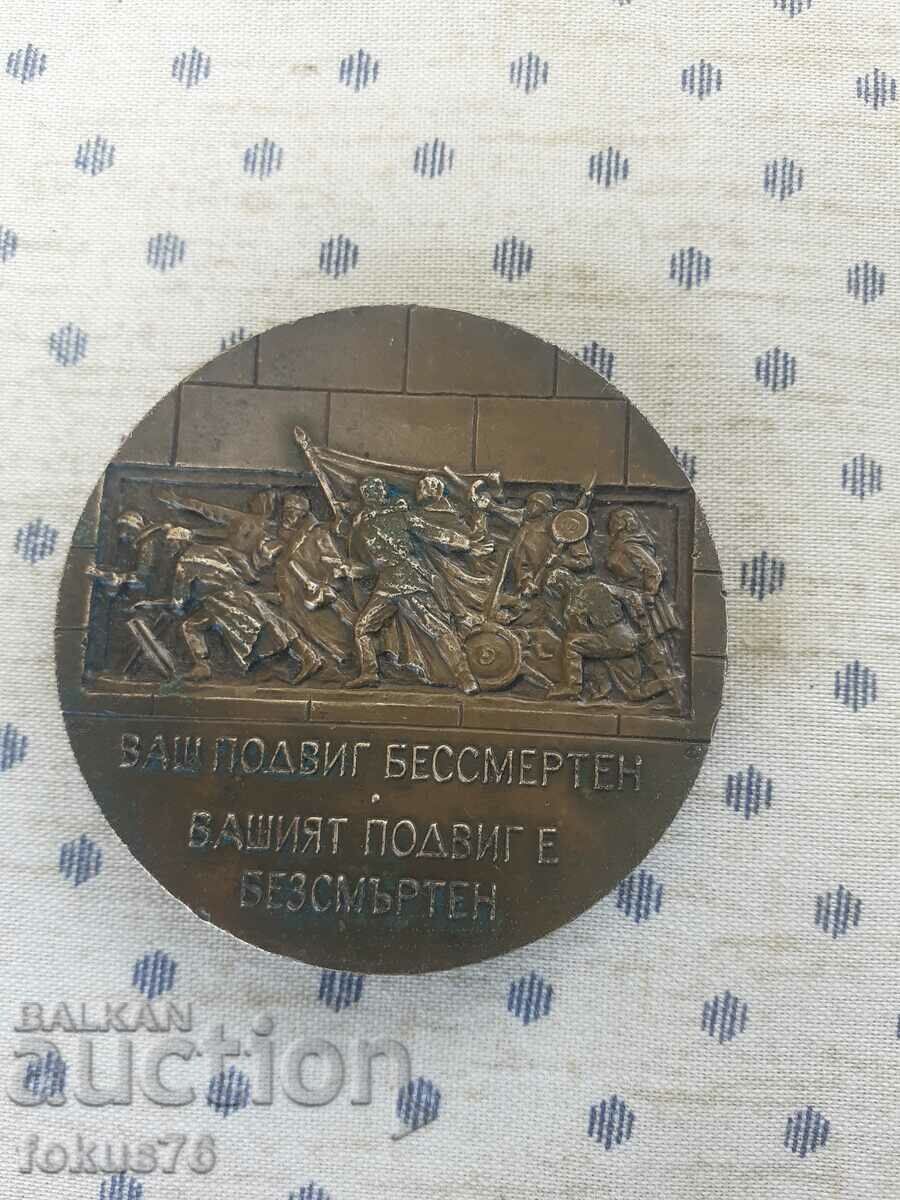 ВАШ ПОДВИГ БЕССМЕРТЕН
ВАШИЯТ ПОДВИГ Е
БЕЗСМЪРТЕН
BALKAN
auction
fokus76